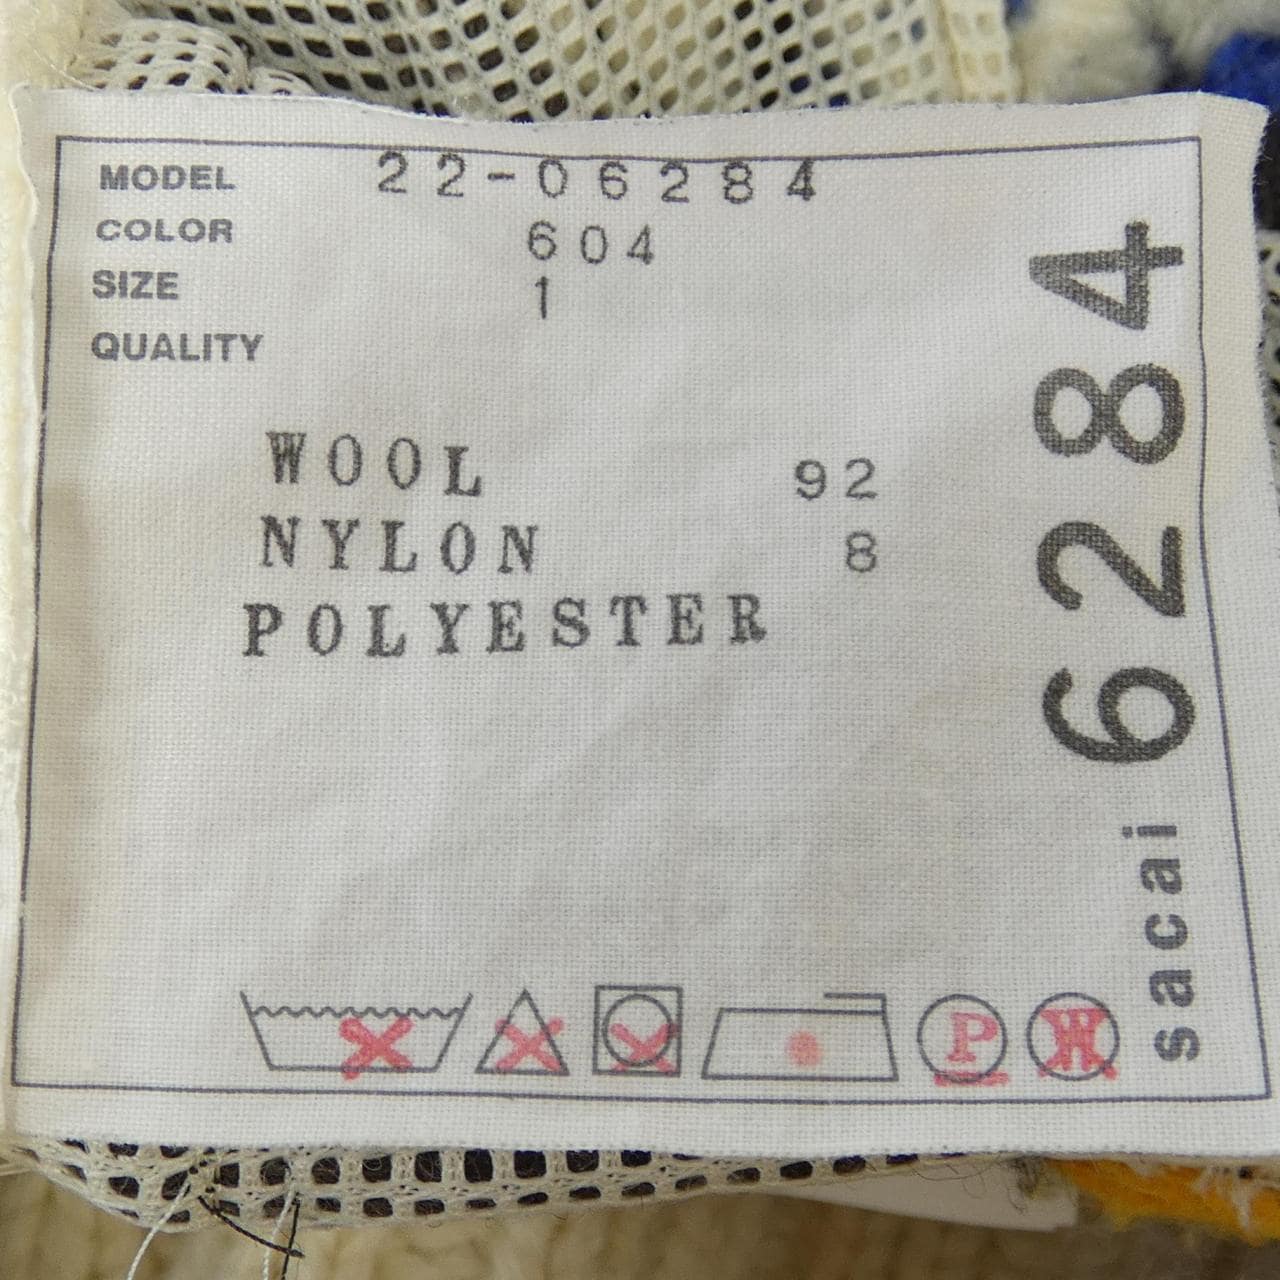 MODEL 22-06284
COLOR 604
SIZE 1
QUALITY
WOOL 92
NYLON 8
POLYESTER
P W
sacai 6284